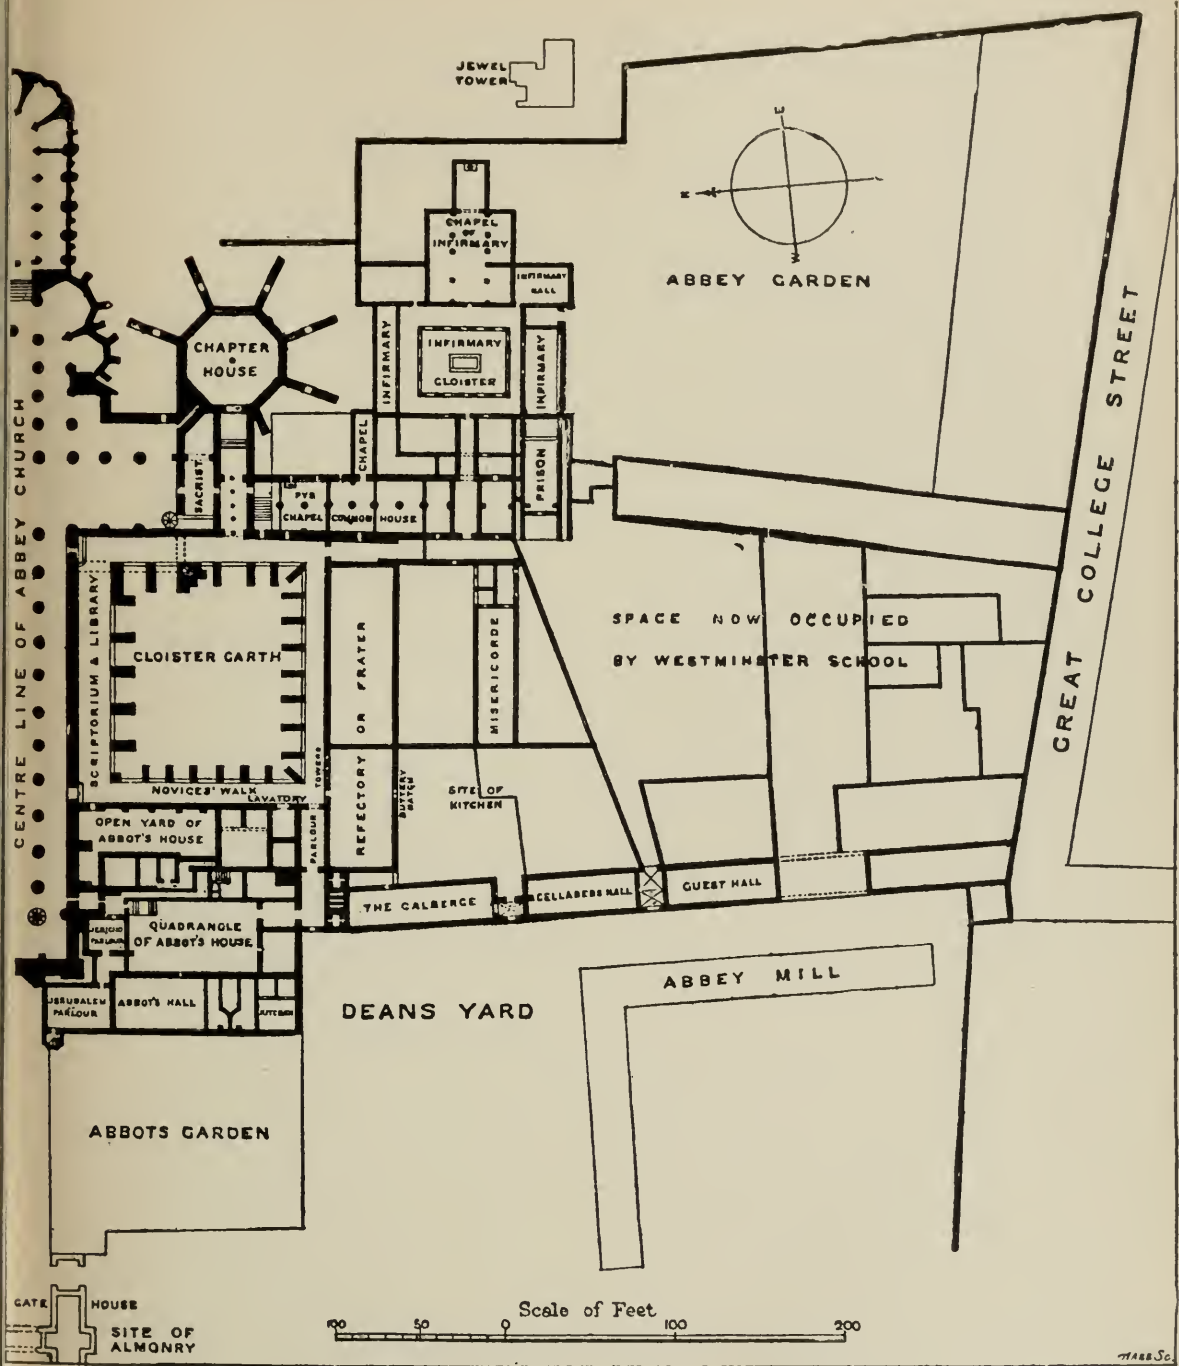 JEWEL
TOWER
E
N
W
CHAPEL
OF
INFIRMARY
INFIRMARY
HALL
ABBEY GARDEN
CHAPTER
HOUSE
INFIRMARY
INFIRMARY
CLOISTER
INFIRMARY
GREAT COLLEGE STREET
CENTRE LINE OF ABBEY CHURCH
CHAPEL
SACRIST
PYX
CHAPEL
COMMON HOUSE
PRISON
SCRIPTORIUM & LIBRARY
CLOISTER GARTH
REFECTORY OR FRATER
MISERICORDE
SPACE NOW OCCUPIED
BY WESTMINSTER SCHOOL
NOVICES' WALK
LAVATORY
TOWERS
BUTTERY
HATCH
SITE OF
KITCHEN
OPEN YARD OF
ABBOT'S HOUSE
PARLOUR
THE CALBERGE
CELLARERS HALL
GUEST HALL
JERICHO
PARLOUR
QUADRANGLE
OF ABBOT'S HOUSE
ABBEY MILL
JERUSALEM
PARLOUR
ABBOT'S HALL
KITCHEN
DEANS YARD
ABBOTS GARDEN
GATE HOUSE
SITE OF
ALMONRY
Scale of Feet
100 50 0 100 200